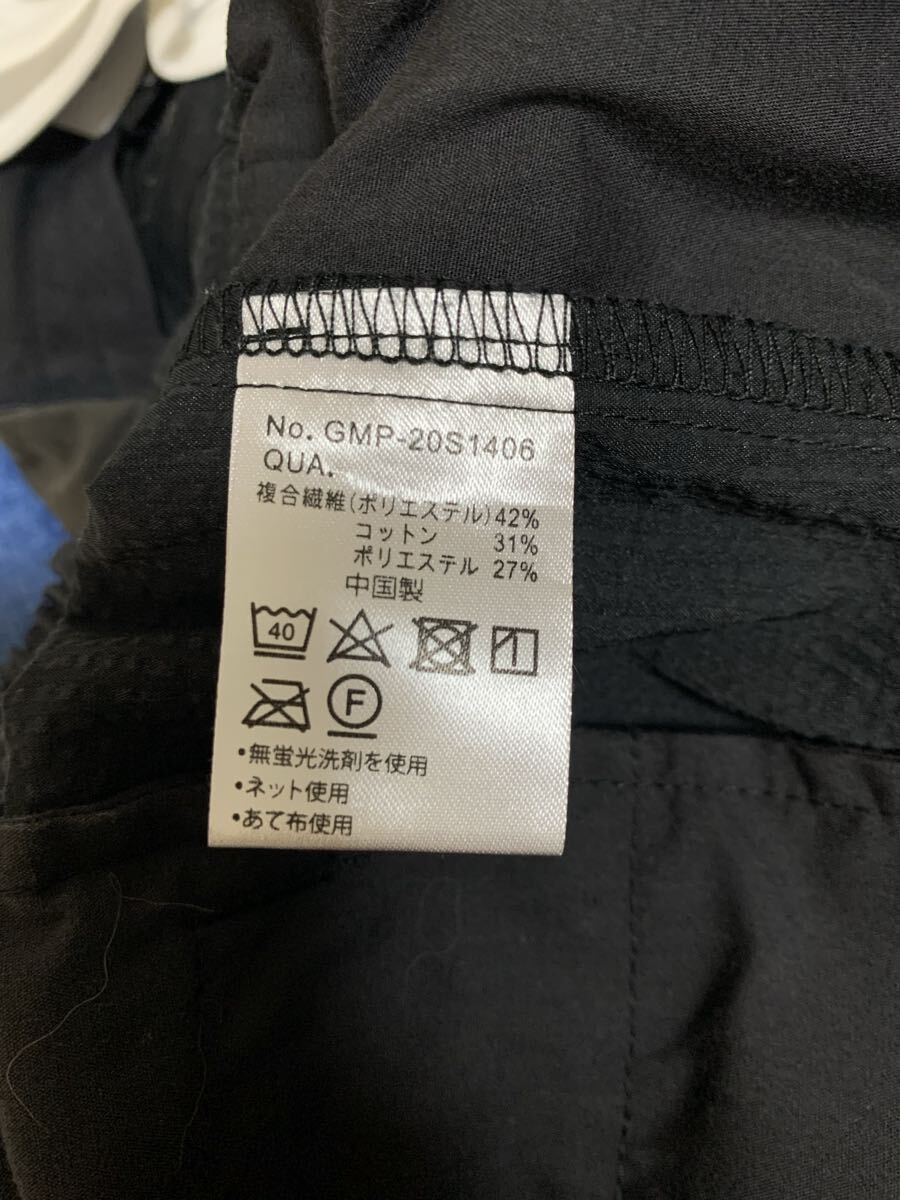 No. GMP-20S1406
QUA.
複合繊維(ポリエステル)42%
コットン 31%
ポリエステル 27%
中国製
40
F
•無蛍光洗剤を使用
•ネット使用
•あて布使用